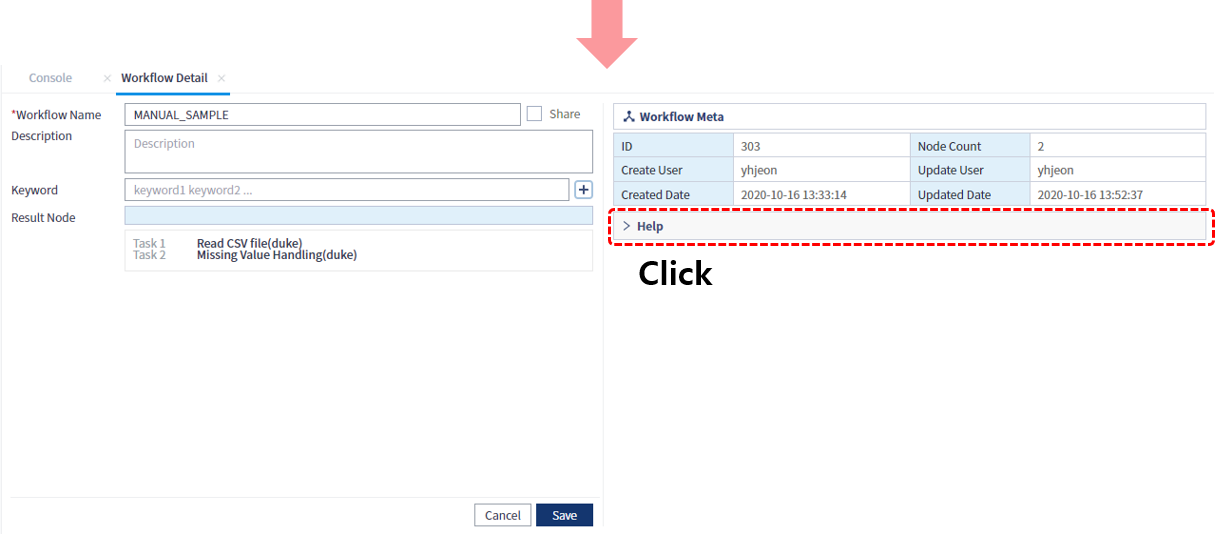 Console × Workflow Detail ×
*Workflow Name MANUAL_SAMPLE Share
Description Description
Keyword keyword1 keyword2 ... +
Result Node
Task 1 Read CSV file(duke)
Task 2 Missing Value Handling(duke)
Cancel Save
Workflow Meta
ID 303 Node Count 2
Create User yhjeon Update User yhjeon
Created Date 2020-10-16 13:33:14 Updated Date 2020-10-16 13:52:37
> Help
Click